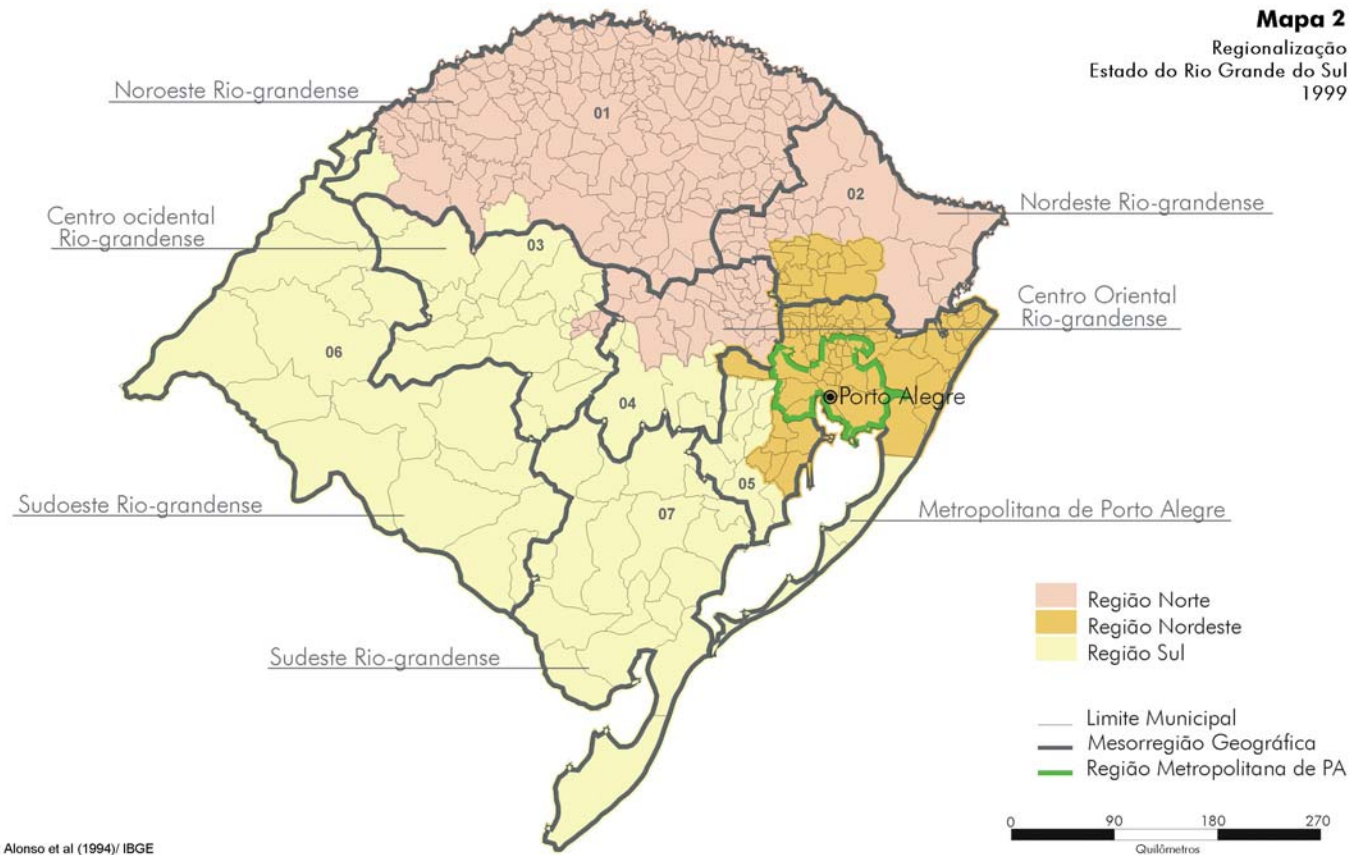 Mapa 2
Regionalização
Estado do Rio Grande do Sul
1999
Noroeste Rio-grandense
01
02
Nordeste Rio-grandense
Centro ocidental
Rio-grandense
03
Centro Oriental
Rio-grandense
06
Porto Alegre
04
05
Sudoeste Rio-grandense
07
Metropolitana de Porto Alegre
Sudeste Rio-grandense
Região Norte
Região Nordeste
Região Sul
Limite Municipal
Mesorregião Geográfica
Região Metropolitana de PA
0 90 180 270
Quilômetros
Alonso et al (1994)/ IBGE